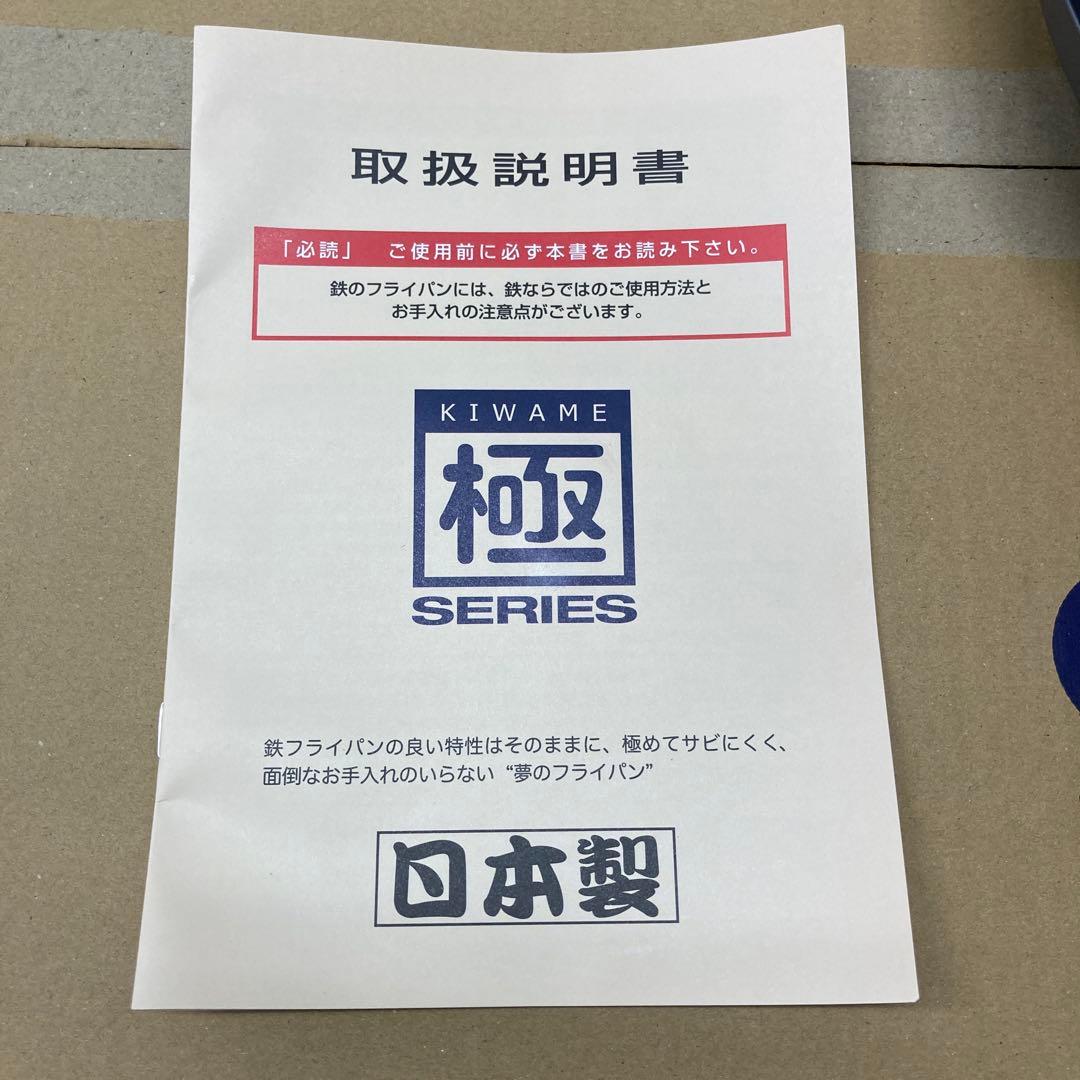 取扱説明書
「必読」 ご使用前に必ず本書をお読み下さい。
鉄のフライパンには、鉄ならではのご使用方法と
お手入れの注意点がございます。
KIWAME
極
SERIES
鉄フライパンの良い特性はそのままに、極めてサビにくく、
面倒なお手入れのいらない“夢のフライパン”
日本製